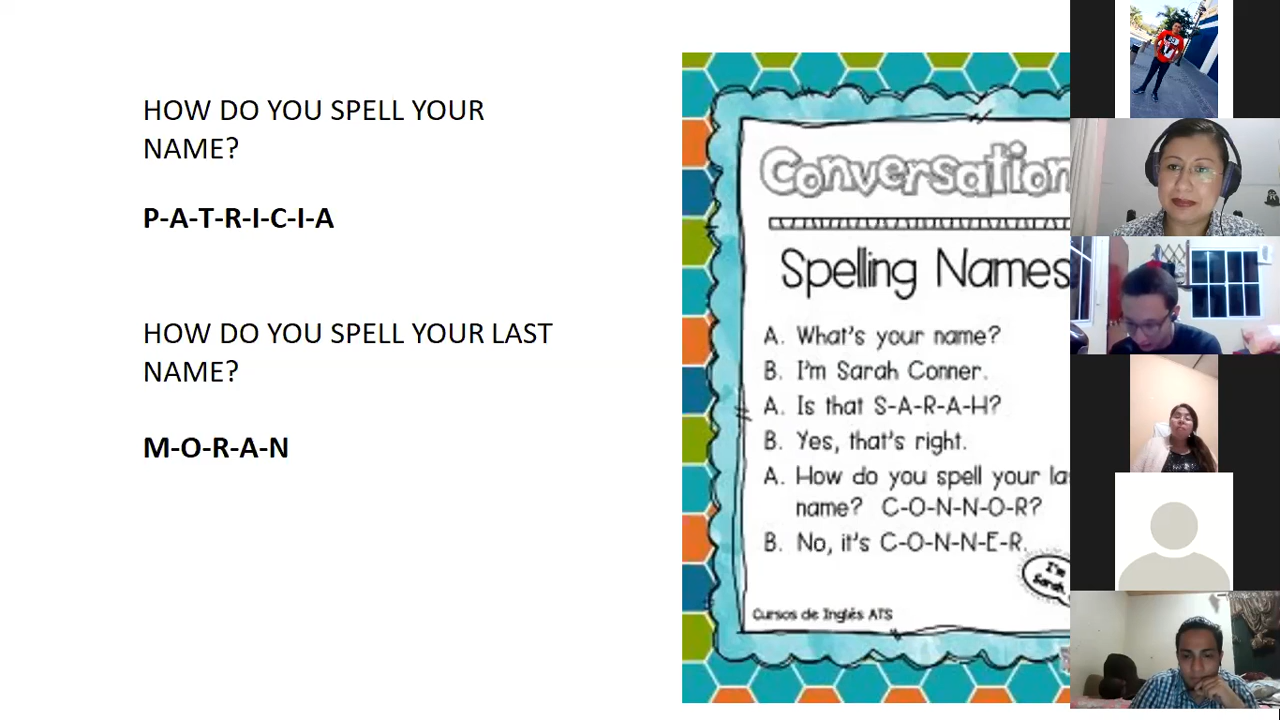 HOW DO YOU SPELL YOUR
NAME?
P-A-T-R-I-C-I-A
HOW DO YOU SPELL YOUR LAST
NAME?
M-O-R-A-N
Conversation
Spelling Names
A. What's your name?
B. I'm Sarah Conner.
A. Is that S-A-R-A-H?
B. Yes, that's right.
A. How do you spell your
name? C-O-N-N-O-R?
B. No, it's C-O-N-N-E-R.
I'm
Sarah
Cursos de Inglés ATS